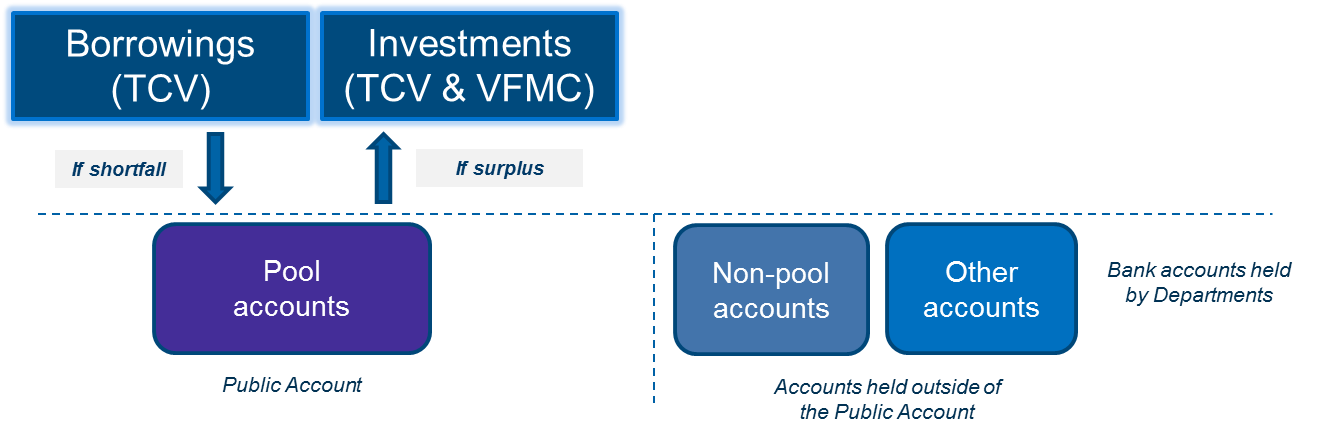 Borrowings
(TCV)
Investments
(TCV & VFMC)
If shortfall
If surplus
Pool
accounts
Non-pool
accounts
Other
accounts
Bank accounts held
by Departments
Public Account
Accounts held outside of
the Public Account